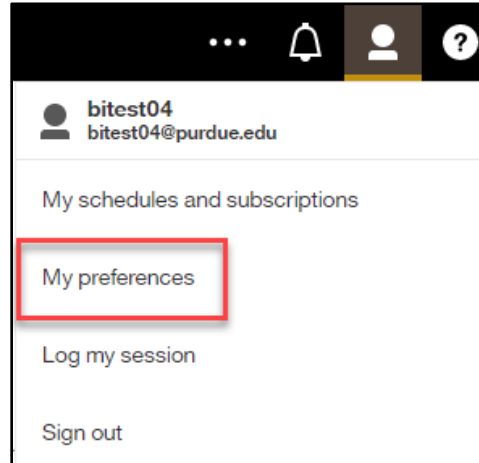 bitest04
bitest04@purdue.edu
My schedules and subscriptions
My preferences
Log my session
Sign out